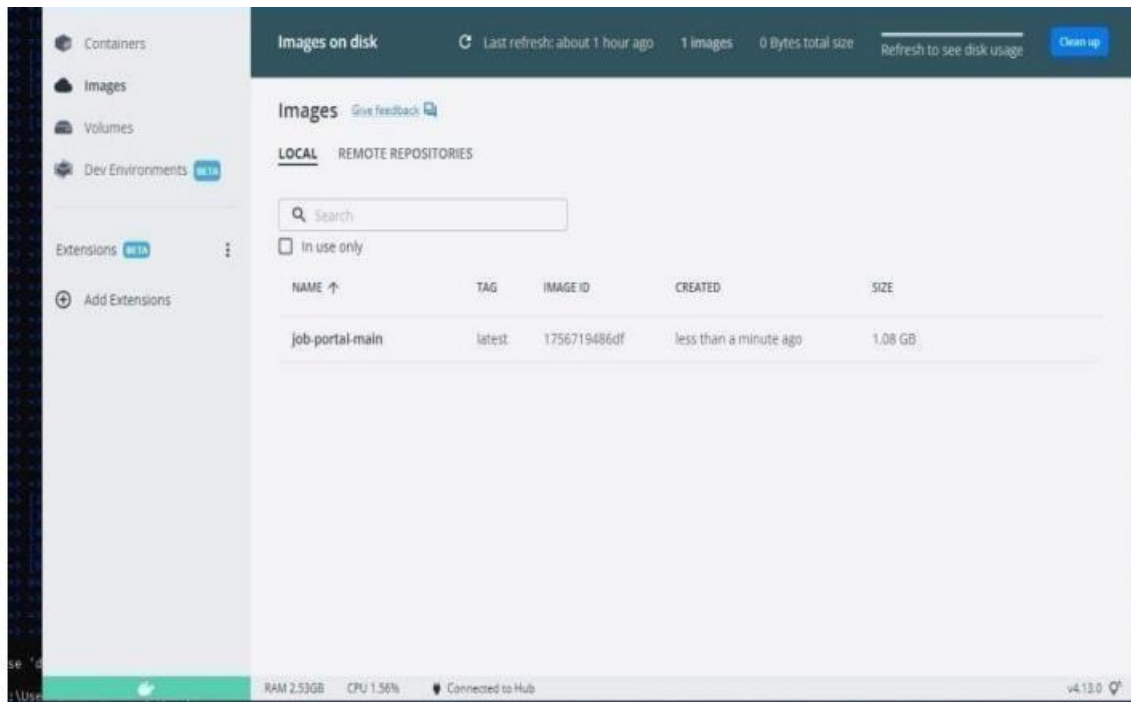 Containers
Images
Volumes
Dev Environments BETA
Extensions BETA
Add Extensions
Images on disk Last refresh: about 1 hour ago 1 images 0 Bytes total size Refresh to see disk usage Clean up
Images Give feedback
LOCAL REMOTE REPOSITORIES
Search
In use only
NAME TAG IMAGE ID CREATED SIZE
job-portal-main latest 1756719486df less than a minute ago 1.08 GB
se 'd
:\Use
RAM 2.53GB CPU 1.56% Connected to Hub v4.13.0